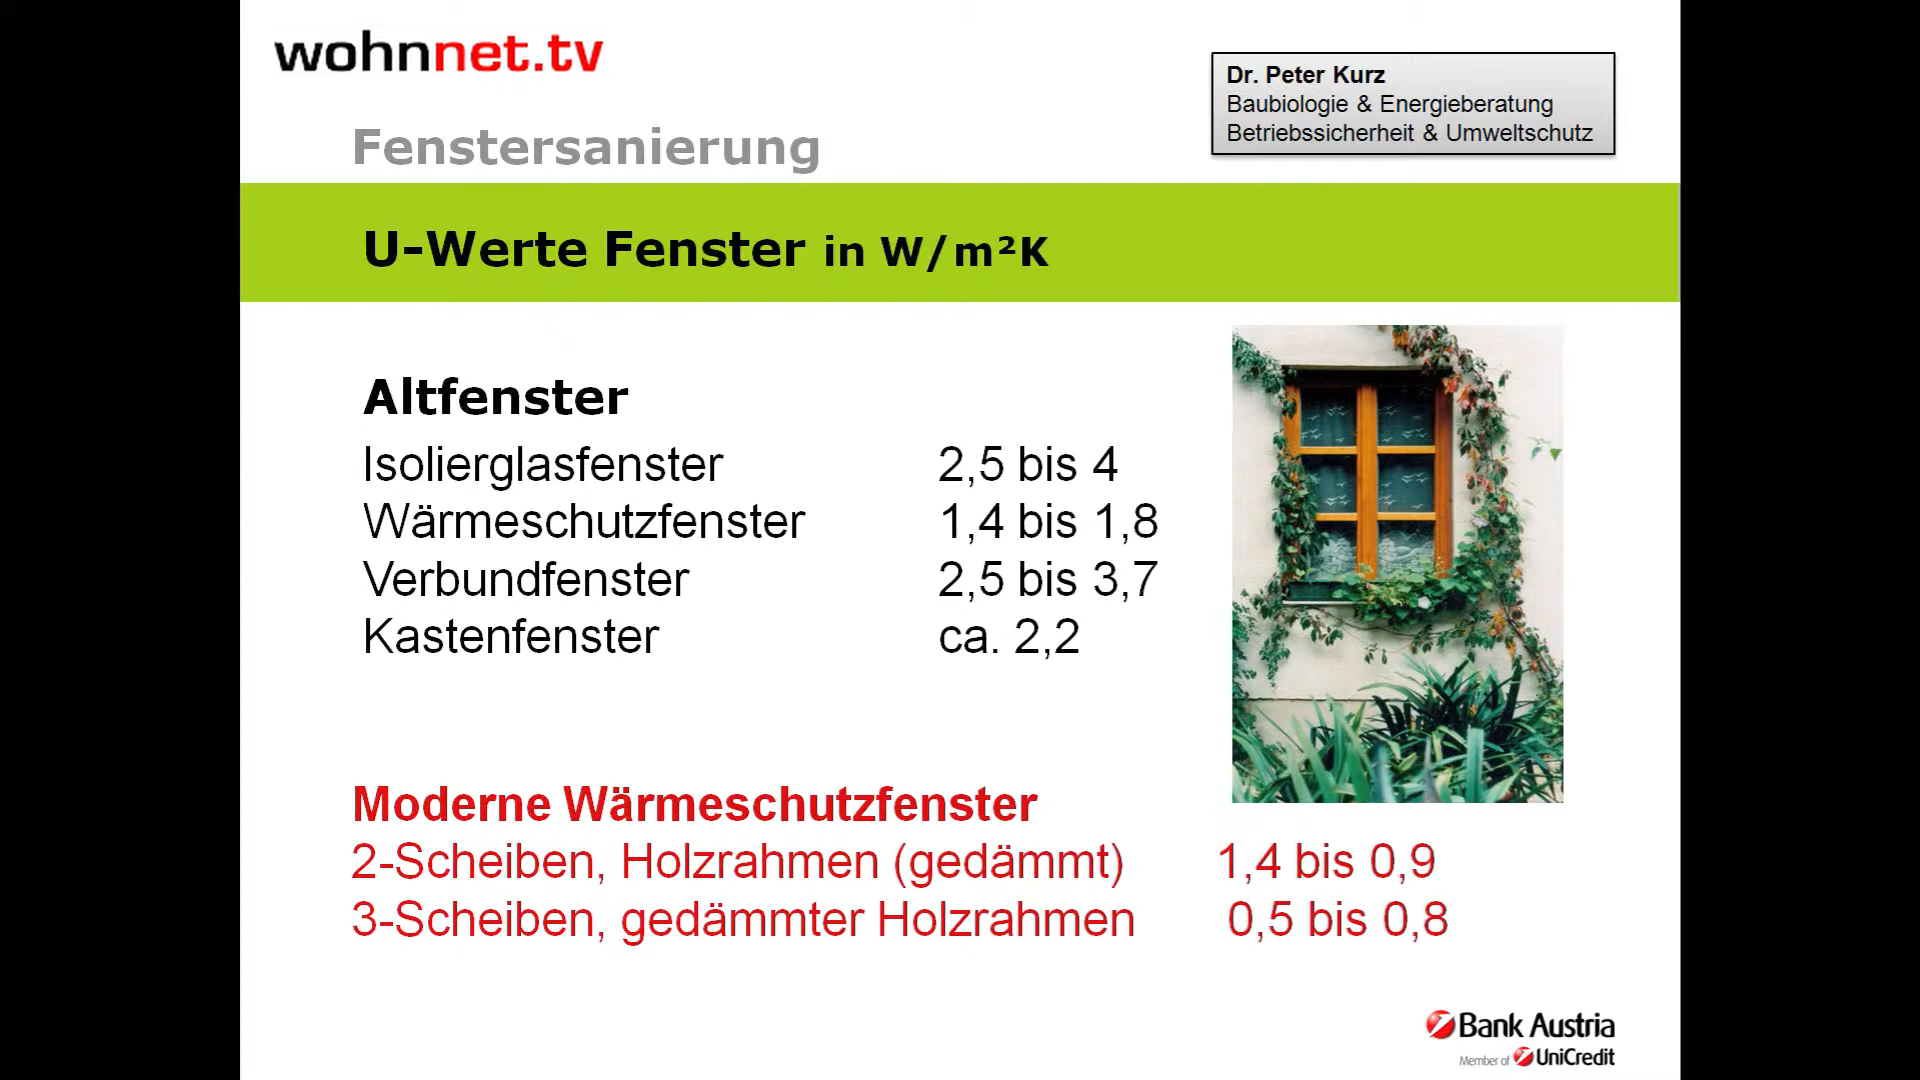 wohnnet.tv
Dr. Peter Kurz
Baubiologie & Energieberatung
Betriebssicherheit & Umweltschutz
Fenstersanierung
U-Werte Fenster in W/m²K
Altfenster
Isolierglasfenster 2,5 bis 4
Wärmeschutzfenster 1,4 bis 1,8
Verbundfenster 2,5 bis 3,7
Kastenfenster ca. 2,2
Moderne Wärmeschutzfenster
2-Scheiben, Holzrahmen (gedämmt) 1,4 bis 0,9
3-Scheiben, gedämmter Holzrahmen 0,5 bis 0,8
Bank Austria
Member of UniCredit